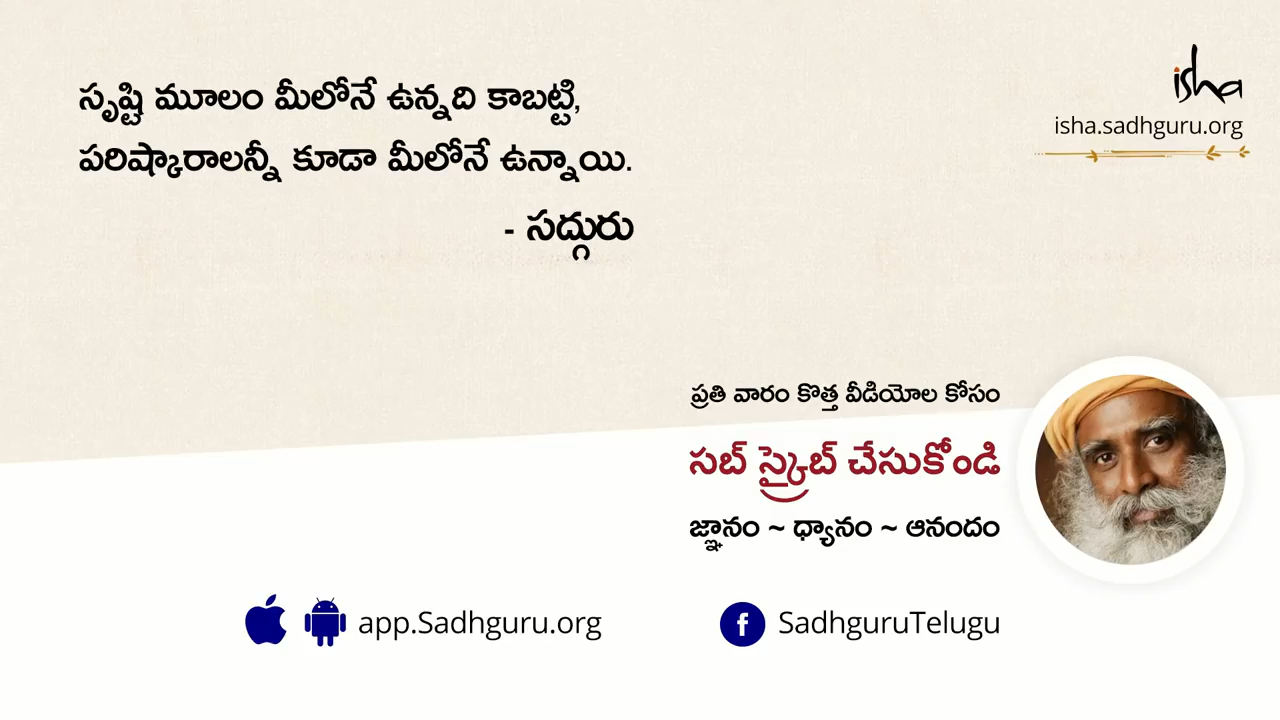 సృష్టి మూలం మీలోనే ఉన్నది కాబట్టి,
పరిష్కారాలన్నీ కూడా మీలోనే ఉన్నాయి.
- సద్గురు
isha
isha.sadhguru.org
ప్రతి వారం కొత్త వీడియోల కోసం
సబ్ స్క్రైబ్ చేసుకోండి
జ్ఞానం ~ ధ్యానం ~ ఆనందం
app.Sadhguru.org
f SadhguruTelugu